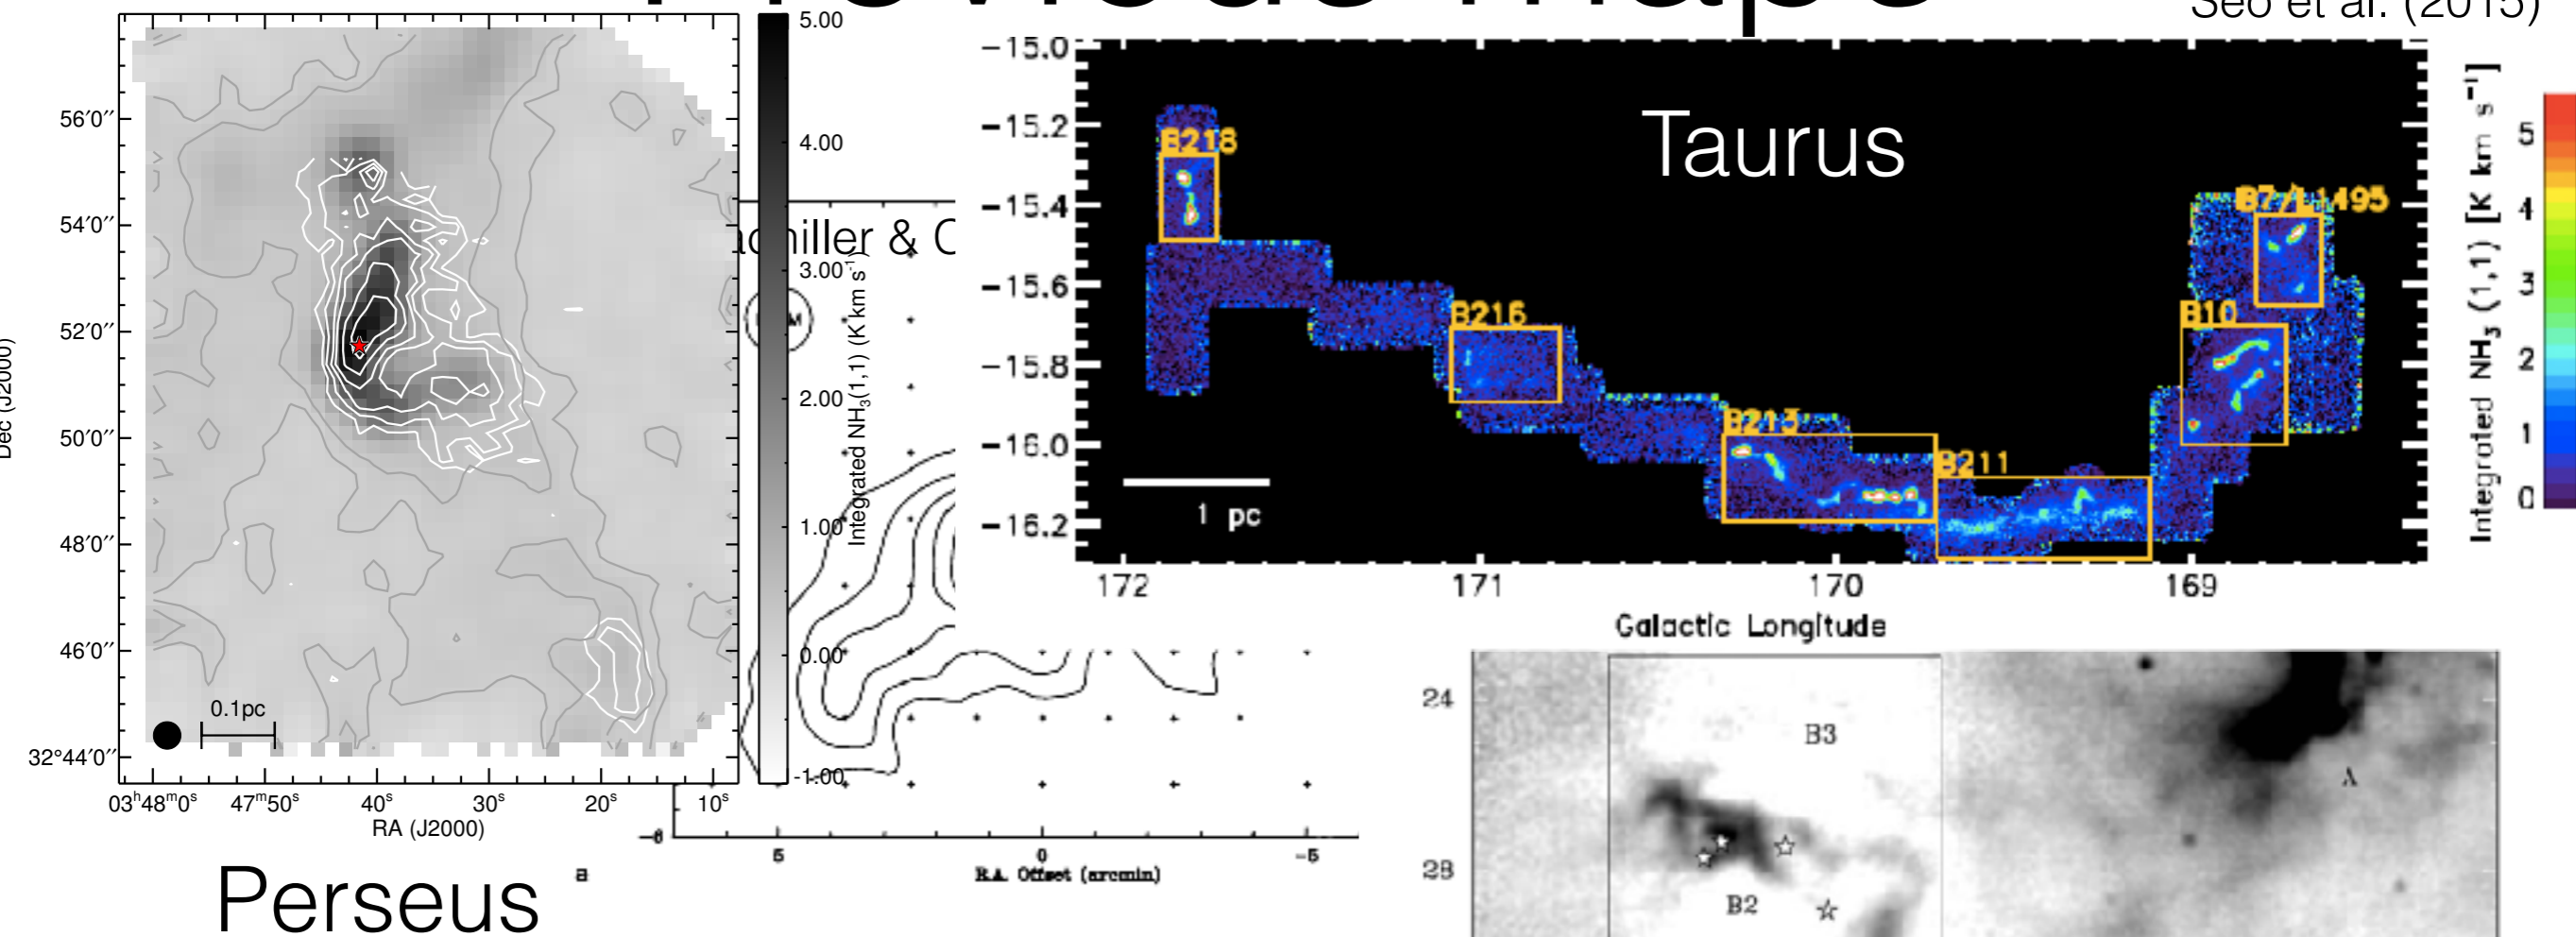 Previous maps
Seo et al. (2015)
Dec (J2000)
56′0″
54′0″
52′0″
50′0″
48′0″
46′0″
32°44′0″
0.1pc
03ʰ48ᵐ0ˢ 47ᵐ50ˢ 40ˢ 30ˢ 20ˢ 10ˢ
RA (J2000)
5.00
4.00
3.00
2.00
1.00
0.00
-1.00
Integrated NH₃(1,1) (K km s⁻¹)
Perseus
& C
-6
5 0 -5
R.A. Offset (arcmin)
a
-15.0
-15.2
-15.4
-15.6
-15.8
-16.0
-16.2
Taurus
B218
B216
B213
B211
B10
B7/L1495
1 pc
172 171 170 169
Galactic Longitude
Integrated NH₃ (1,1) [K km s⁻¹]
5
4
3
2
1
0
24
28
B3
B2
A